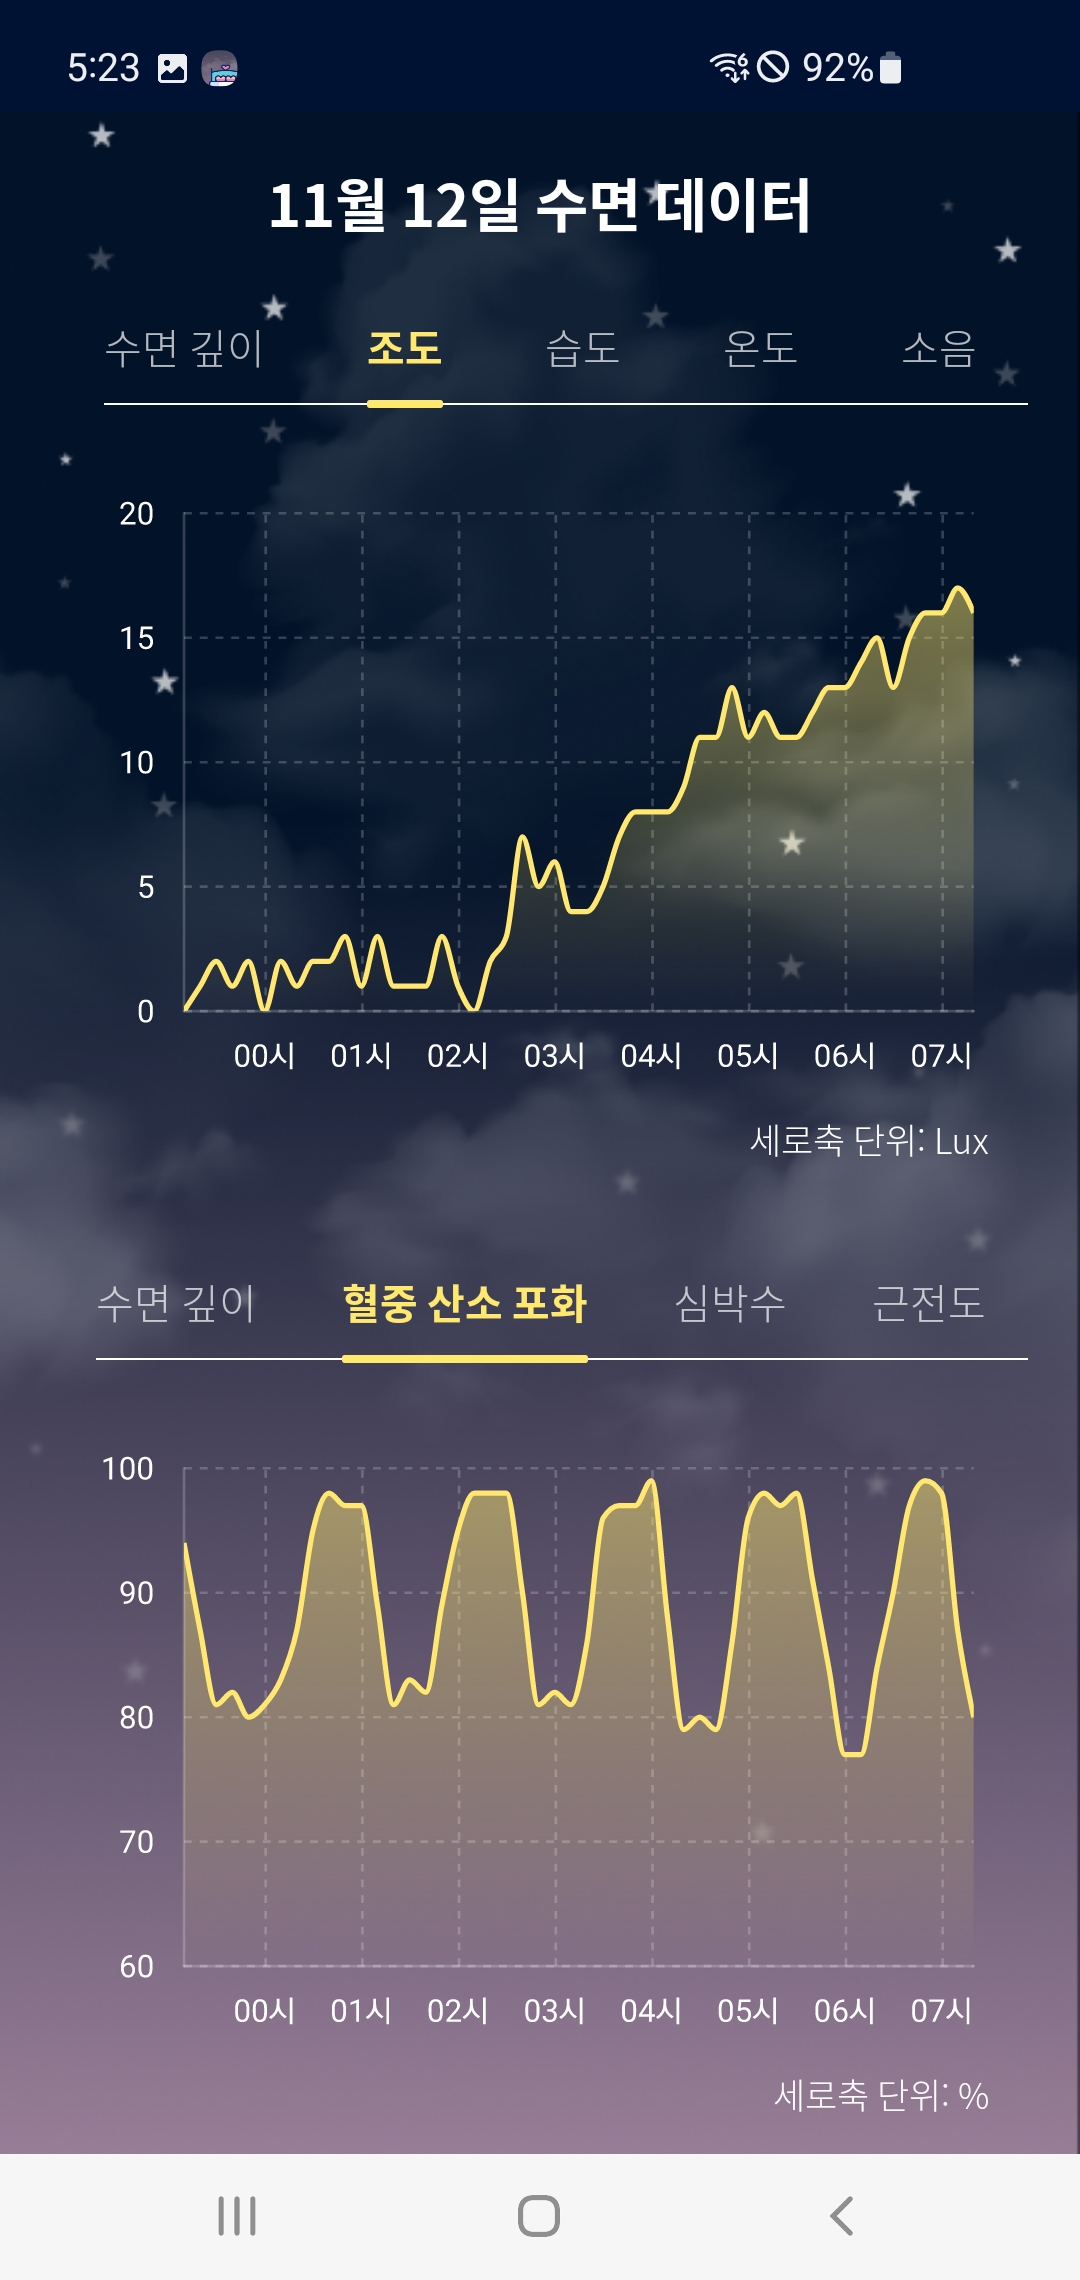 5:23 92%
11월 12일 수면 데이터
수면 깊이 조도 습도 온도 소음
20
15
10
5
0
00시 01시 02시 03시 04시 05시 06시 07시
세로축 단위: Lux
수면 깊이 혈중 산소 포화 심박수 근전도
100
90
80
70
60
00시 01시 02시 03시 04시 05시 06시 07시
세로축 단위: %